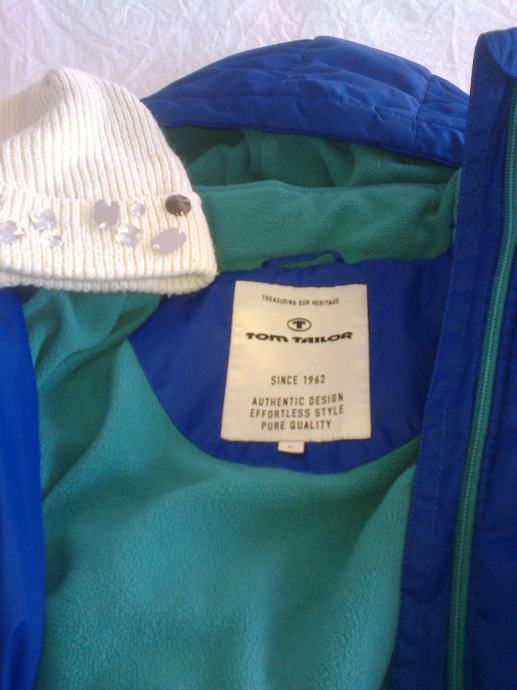 TREASURING OUR HERITAGE
T
TOM TAILOR
SINCE 1962
AUTHENTIC DESIGN
EFFORTLESS STYLE
PURE QUALITY